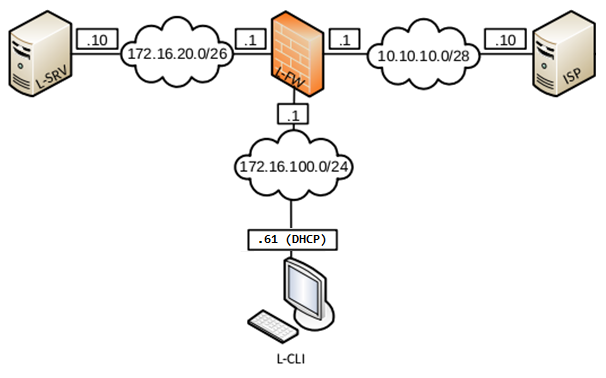 .10
172.16.20.0/26
.1
L-SRV
L-FW
.1
10.10.10.0/28
.10
ISP
.1
172.16.100.0/24
.61 (DHCP)
L-CLI